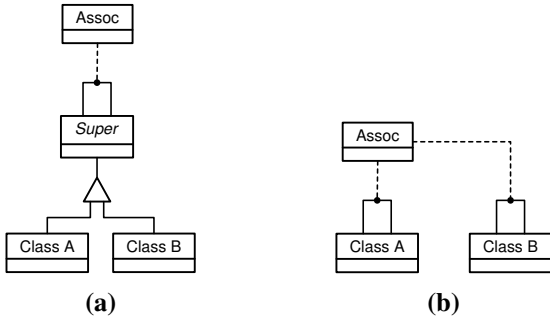 Assoc
Super
Class A
Class B
(a)
Assoc
Class A
Class B
(b)